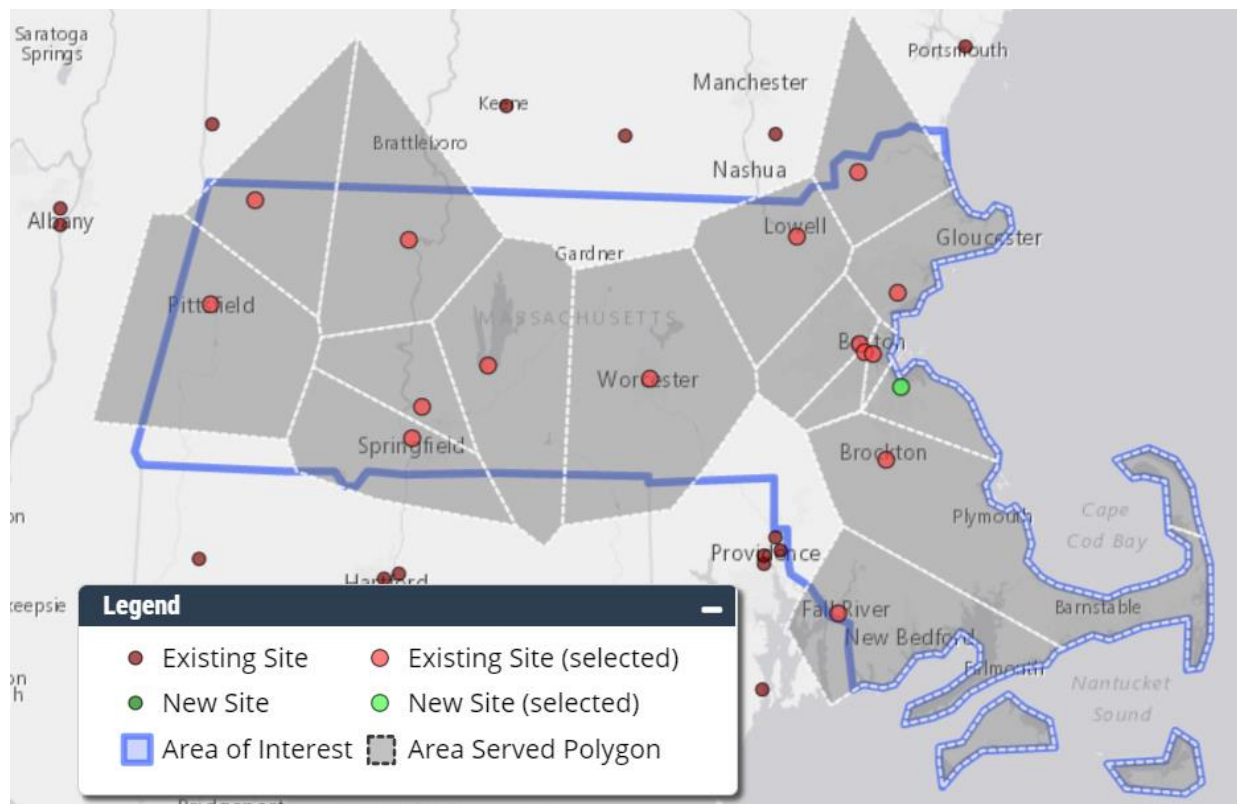 Saratoga
Springs
Portsmouth
Manchester
Keene
Brattleboro
Nashua
Albany
Lowell
Gloucester
Gardner
Pittsfield
MASSACHUSETTS
Boston
Worcester
Springfield
Brockton
Plymouth
Cape
Cod Bay
Providence
Hartford
Barnstable
Fall River
New Bedford
Falmouth
Nantucket
Sound
eepsie
Legend
Existing Site
Existing Site (selected)
New Site
New Site (selected)
Area of Interest
Area Served Polygon